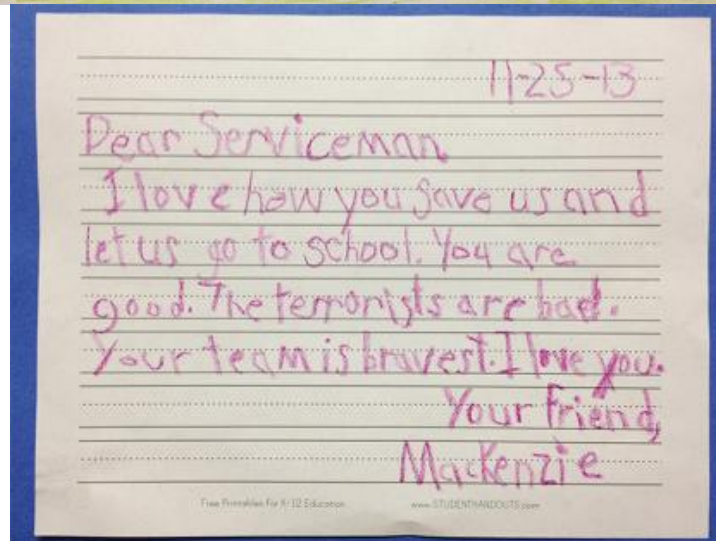 11-25-13
Dear Serviceman
I love how you save us and
let us go to school. You are
good. The terrorists are bad.
Your team is bravest. I love you.
Your friend,
Mackenzie
Free Printables for K-12 Education www.STUDENTHANDOUTS.com